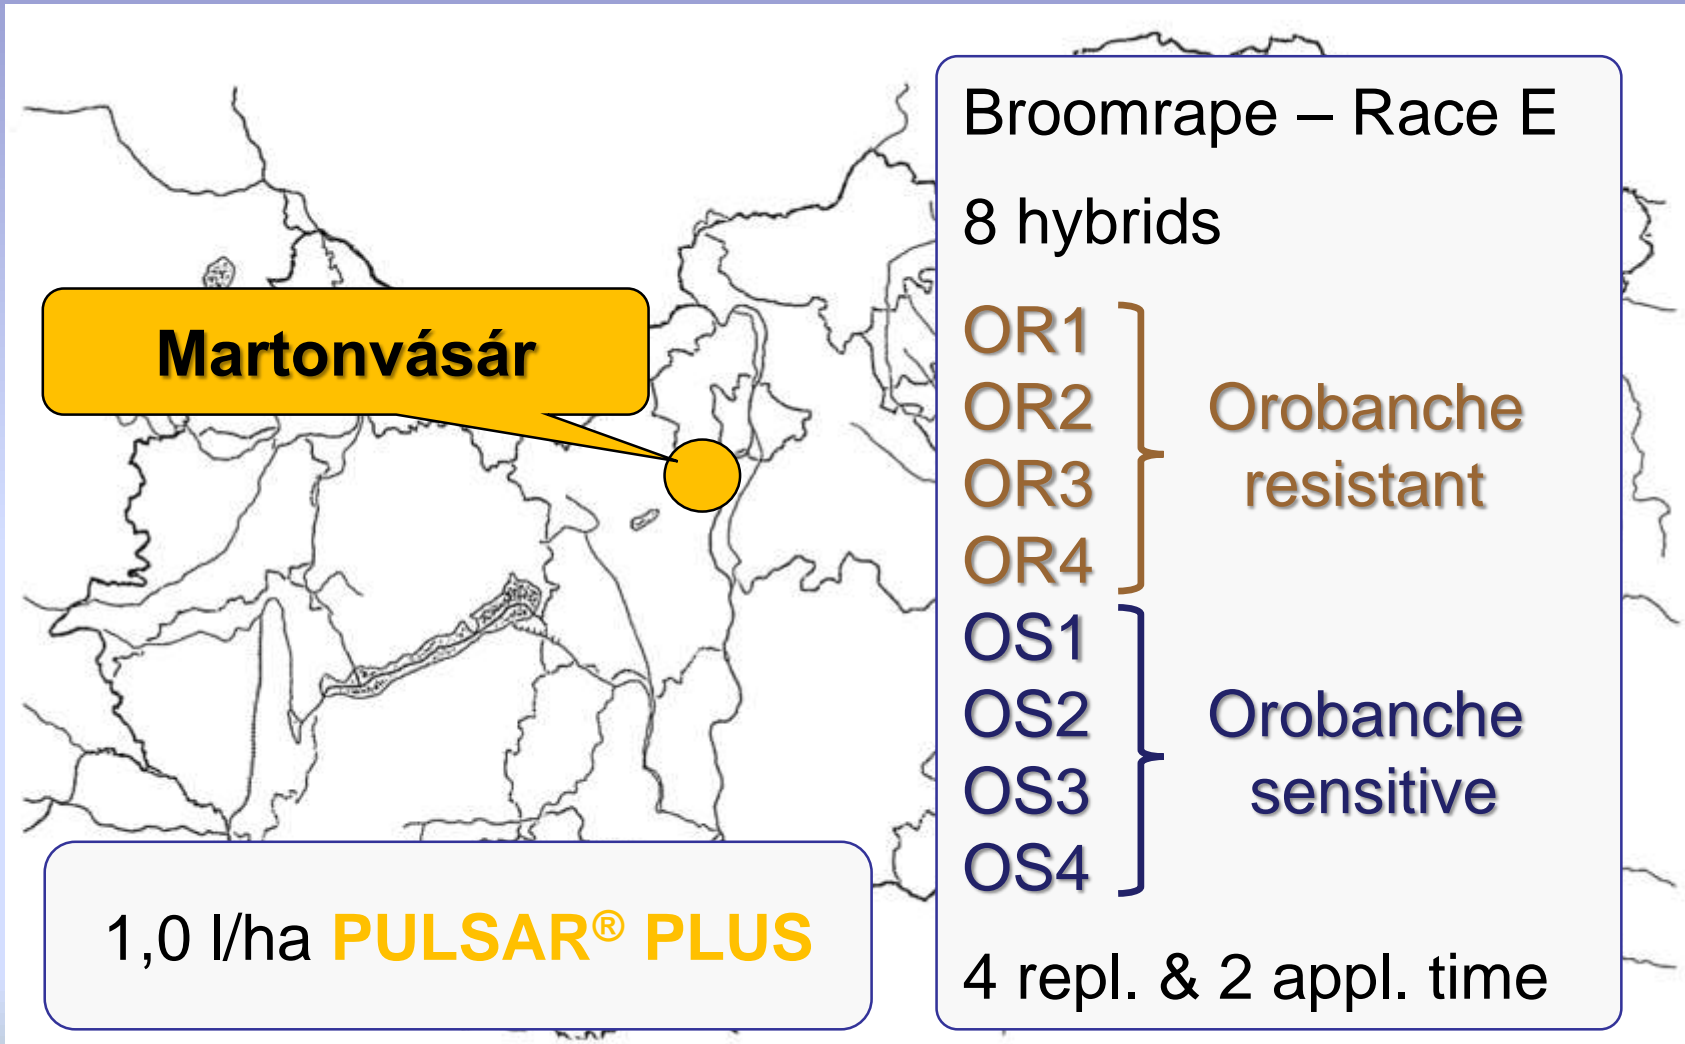 Martonvásár
1,0 l/ha PULSAR® PLUS
Broomrape – Race E
8 hybrids
OR1
OR2
OR3
OR4
Orobanche
resistant
OS1
OS2
OS3
OS4
Orobanche
sensitive
4 repl. & 2 appl. time